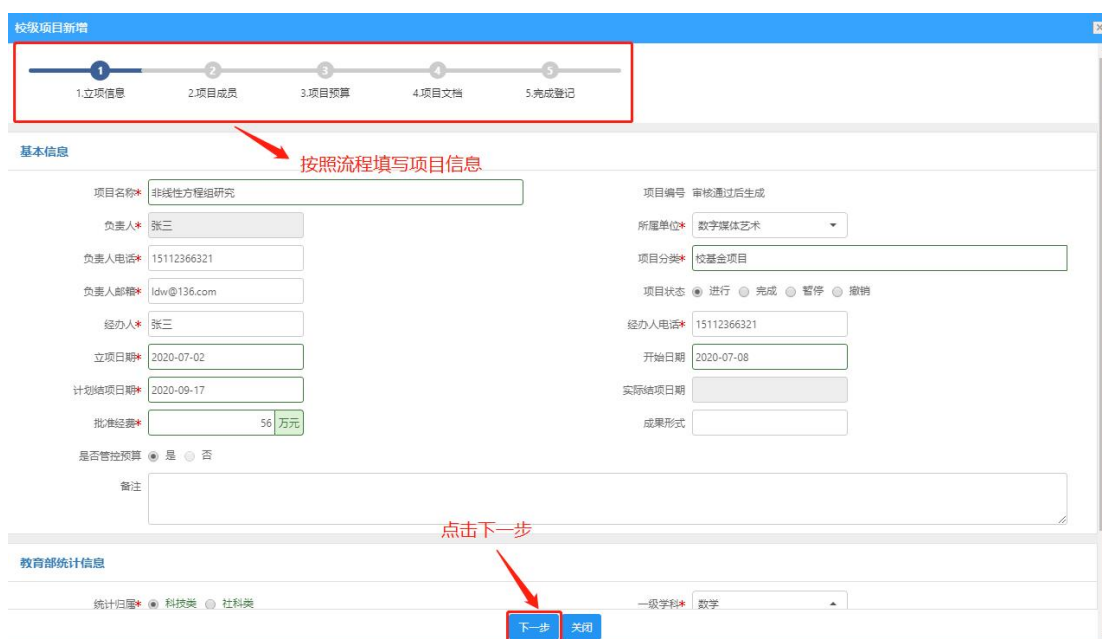 校级项目新增
1 2 3 4 5
1.立项信息 2.项目成员 3.项目预算 4.项目文档 5.完成登记
按照流程填写项目信息
基本信息
项目名称* 非线性方程组研究 项目编号 审核通过后生成
负责人* 张三 所属单位* 数字媒体艺术
负责人电话* 15112366321 项目分类* 校基金项目
负责人邮箱* ldw@136.com 项目状态 进行 完成 暂停 撤销
经办人* 张三 经办人电话* 15112366321
立项日期* 2020-07-02 开始日期 2020-07-08
计划结项日期* 2020-09-17 实际结项日期
批准经费* 56 万元 成果形式
是否管控预算 是 否
备注
点击下一步
教育部统计信息
统计归属* 科技类 社科类 一级学科* 数学
下一步 关闭